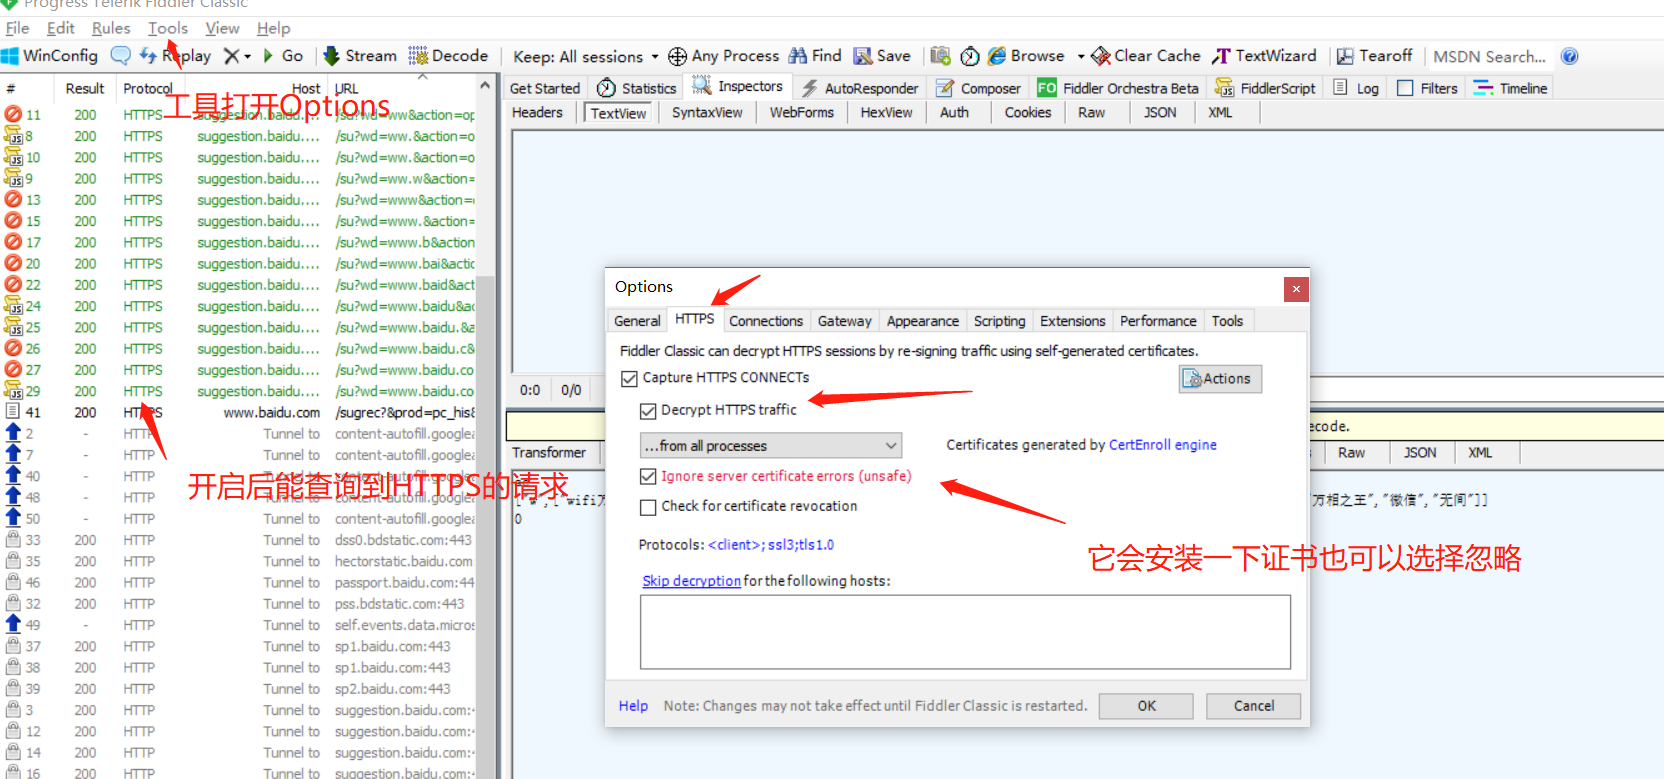 Progress Telerik Fiddler Classic
File Edit Rules Tools View Help
WinConfig Replay Go Stream Decode Keep: All sessions Any Process Find Save Browse Clear Cache TextWizard Tearoff MSDN Search...
# Result Protocol Host URL
工具打开Options
11 200 HTTPS suggestion.baidu.... /su?wd=ww&action=op
8 200 HTTPS suggestion.baidu.... /su?wd=ww.&action=o
10 200 HTTPS suggestion.baidu.... /su?wd=ww.&action=o
9 200 HTTPS suggestion.baidu.... /su?wd=ww.w&action=
13 200 HTTPS suggestion.baidu.... /su?wd=www&action=o
15 200 HTTPS suggestion.baidu.... /su?wd=www.&action=
17 200 HTTPS suggestion.baidu.... /su?wd=www.b&action
20 200 HTTPS suggestion.baidu.... /su?wd=www.bai&actic
22 200 HTTPS suggestion.baidu.... /su?wd=www.baid&act
24 200 HTTPS suggestion.baidu.... /su?wd=www.baidu&a
25 200 HTTPS suggestion.baidu.... /su?wd=www.baidu.&a
26 200 HTTPS suggestion.baidu.... /su?wd=www.baidu.c&
27 200 HTTPS suggestion.baidu.... /su?wd=www.baidu.co
29 200 HTTPS suggestion.baidu.... /su?wd=www.baidu.co
41 200 HTTPS www.baidu.com /sugrec?&prod=pc_his&
2 - HTTP Tunnel to content-autofill.googlea
7 - HTTP Tunnel to content-autofill.googlea
40 - HTTP Tunnel to content-autofill.googlea
开启后能查询到HTTPS的请求
48 - HTTP Tunnel to content-autofill.googlea
50 - HTTP Tunnel to content-autofill.googlea
33 200 HTTP Tunnel to dss0.bdstatic.com:443
35 200 HTTP Tunnel to hectorstatic.baidu.com
46 200 HTTP Tunnel to passport.baidu.com:44
32 200 HTTP Tunnel to pss.bdstatic.com:443
49 - HTTP Tunnel to self.events.data.micros
37 200 HTTP Tunnel to sp1.baidu.com:443
38 200 HTTP Tunnel to sp1.baidu.com:443
39 200 HTTP Tunnel to sp2.baidu.com:443
3 200 HTTP Tunnel to suggestion.baidu.com:4
12 200 HTTP Tunnel to suggestion.baidu.com:
14 200 HTTP Tunnel to suggestion.baidu.com:
16 200 HTTP Tunnel to suggestion.baidu.com:
Get Started Statistics Inspectors AutoResponder Composer FO Fiddler Orchestra Beta FiddlerScript Log Filters Timeline
Headers TextView SyntaxView WebForms HexView Auth Cookies Raw JSON XML
0:0 0/0
ecode.
Transformer Raw JSON XML
["w",["wifi万
万相之王","微信","无间"]]
0
Options
General HTTPS Connections Gateway Appearance Scripting Extensions Performance Tools
Fiddler Classic can decrypt HTTPS sessions by re-signing traffic using self-generated certificates.
Capture HTTPS CONNECTs
Actions
Decrypt HTTPS traffic
...from all processes
Certificates generated by CertEnroll engine
Ignore server certificate errors (unsafe)
Check for certificate revocation
Protocols: <client>;ssl3;tls1.0
它会安装一下证书也可以选择忽略
Skip decryption for the following hosts:
Help Note: Changes may not take effect until Fiddler Classic is restarted. OK Cancel